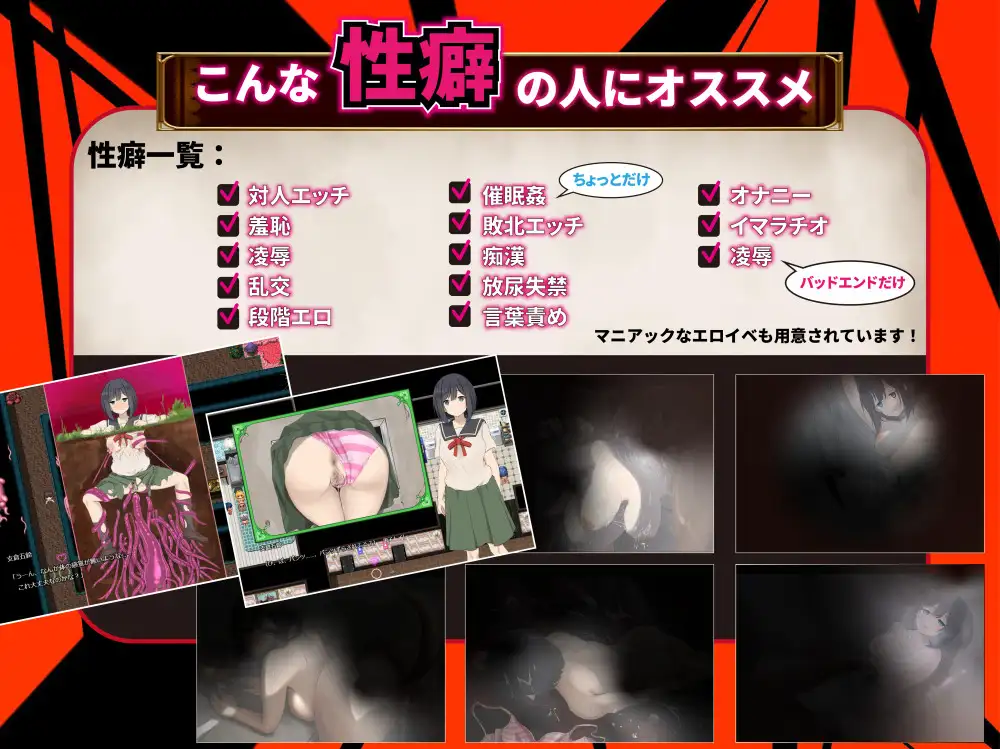 こんな性癖の人にオススメ
性癖一覧：
対人エッチ
羞恥
凌辱
乱交
段階エロ
催眠姦
ちょっとだけ
敗北エッチ
痴漢
放尿失禁
言葉責め
オナニー
イマラチオ
凌辱
バッドエンドだけ
マニアックなエロイベも用意されています！
「うーん、なんか体の感覚が無いような…
これ大丈夫なのかな？」